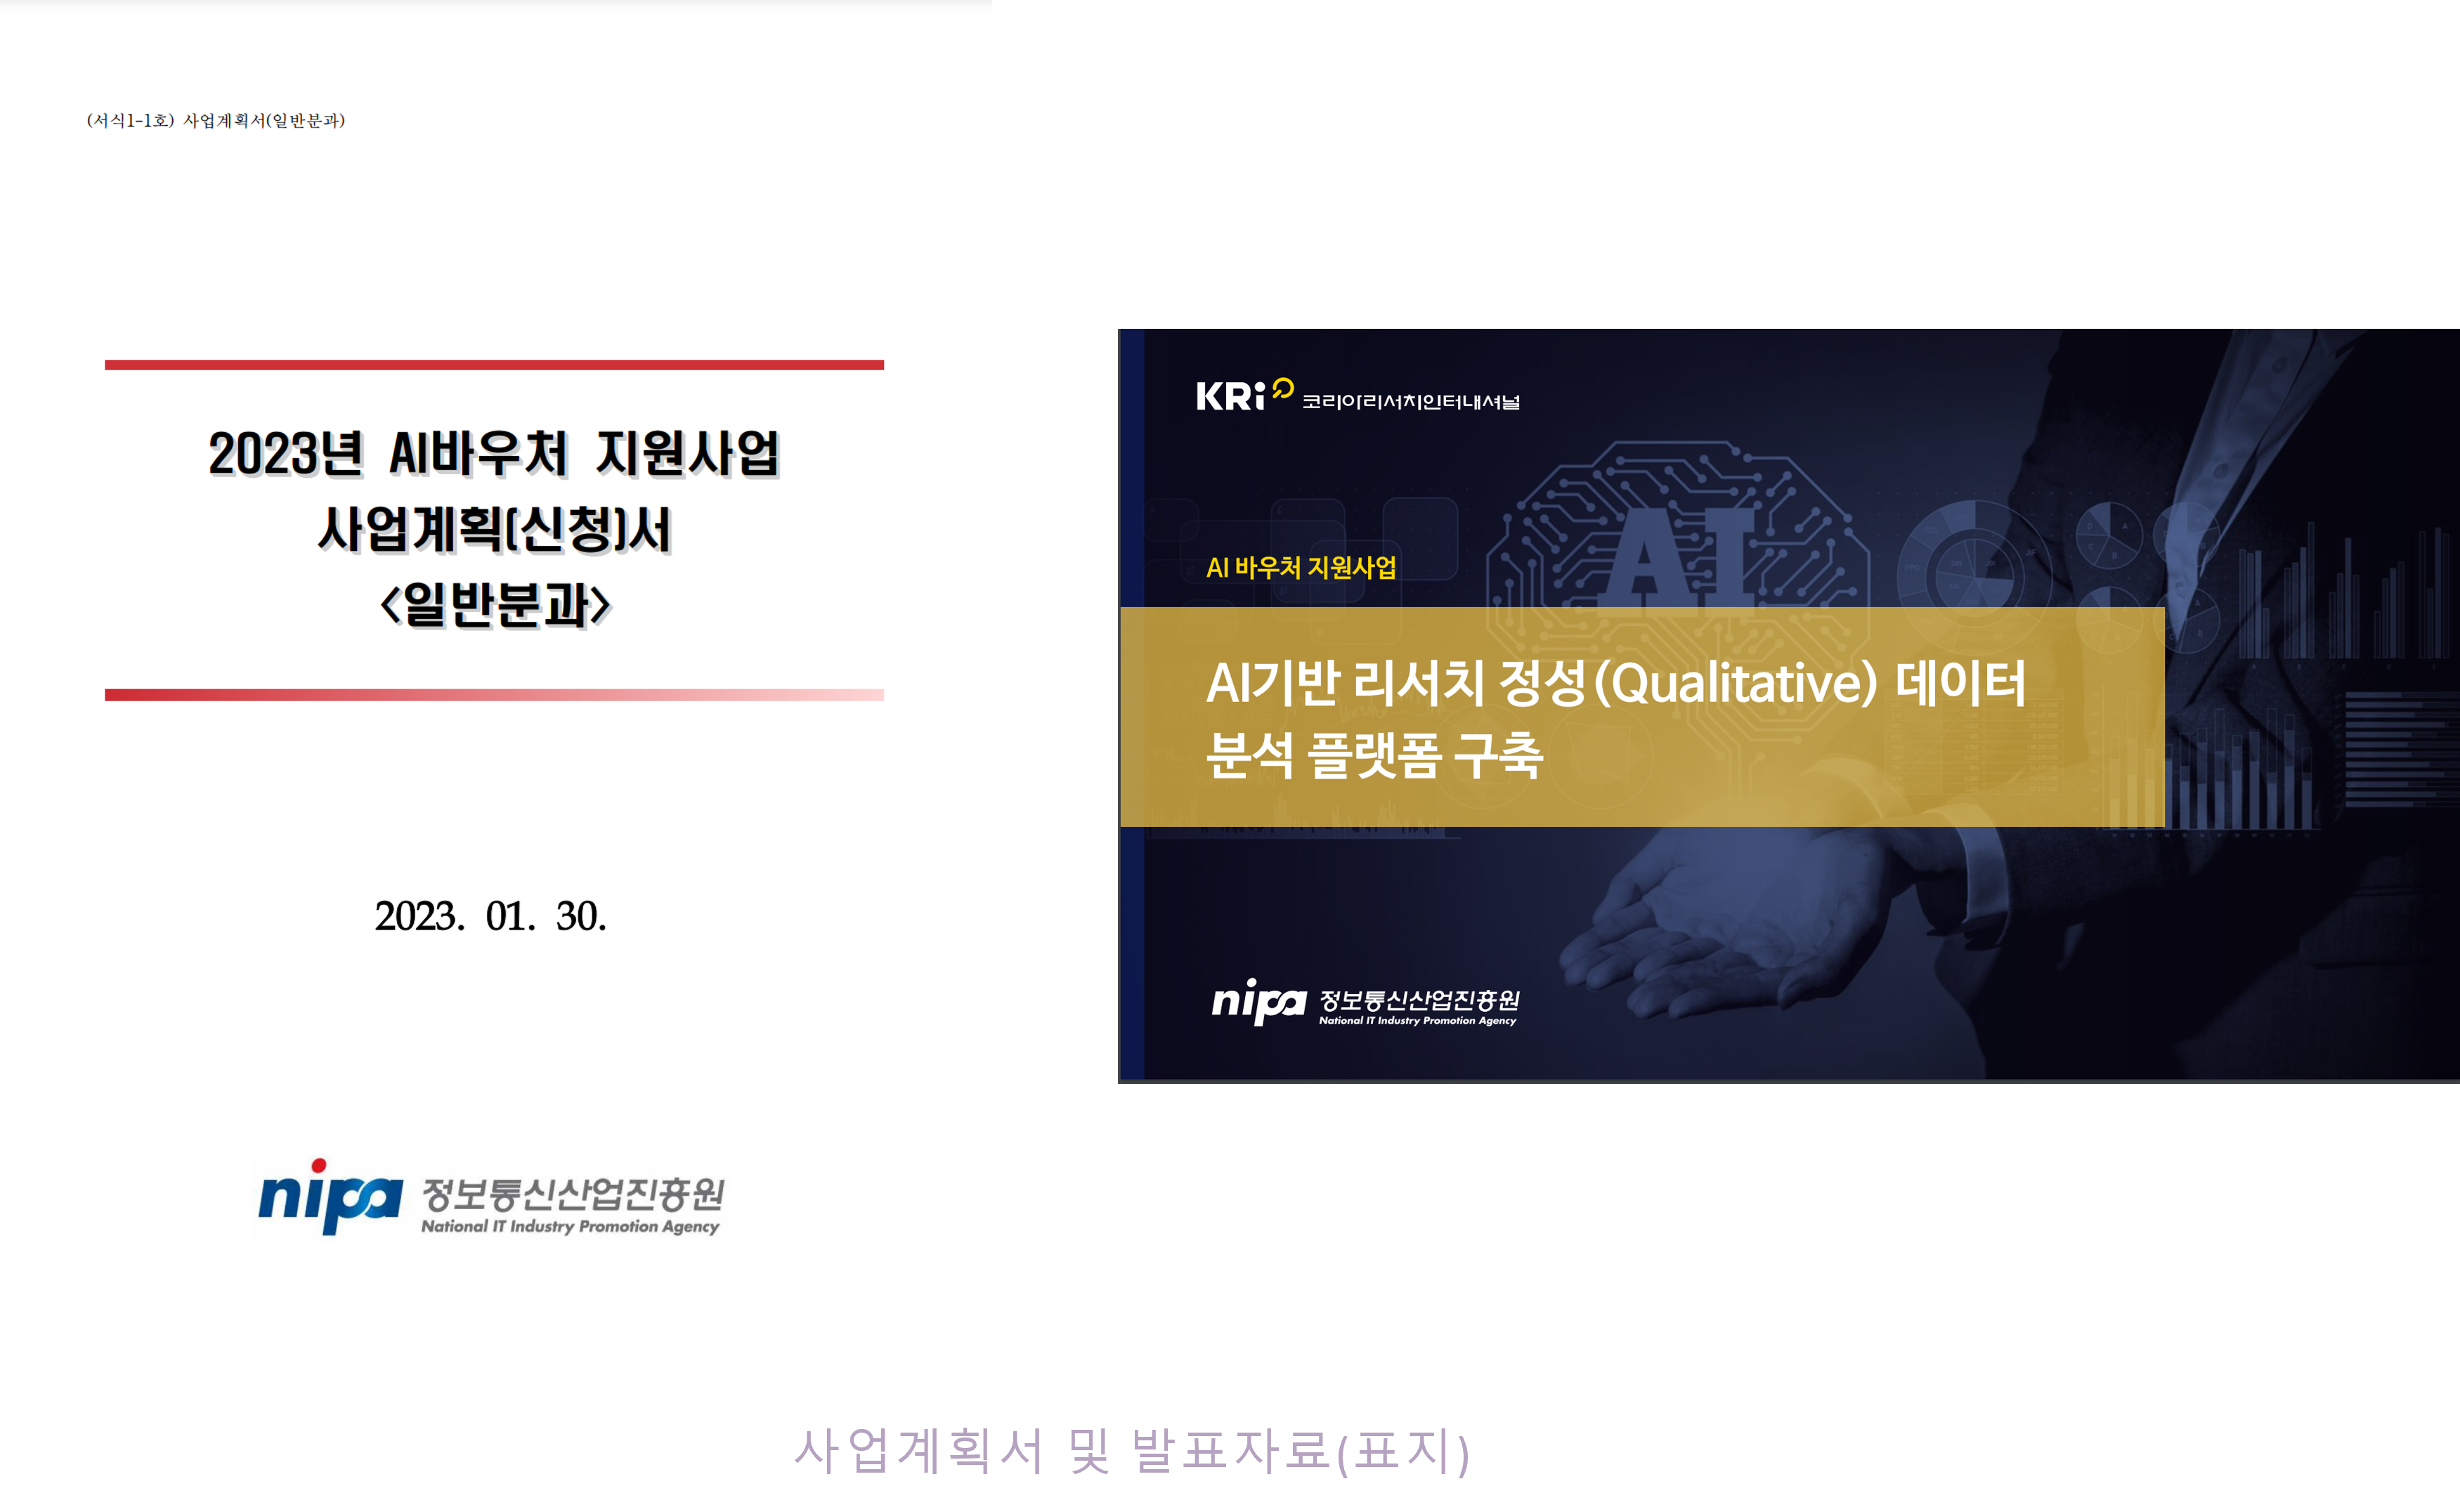 (서식1-1호) 사업계획서(일반분과)
2023년 AI바우처 지원사업
사업계획(신청)서
<일반분과>
2023. 01. 30.
nipa 정보통신산업진흥원
National IT Industry Promotion Agency
KRi 코리아리서치인터내셔널
AI
AI 바우처 지원사업
AI기반 리서치 정성(Qualitative) 데이터
분석 플랫폼 구축
nipa 정보통신산업진흥원
National IT Industry Promotion Agency
사업계획서 및 발표자료(표지)